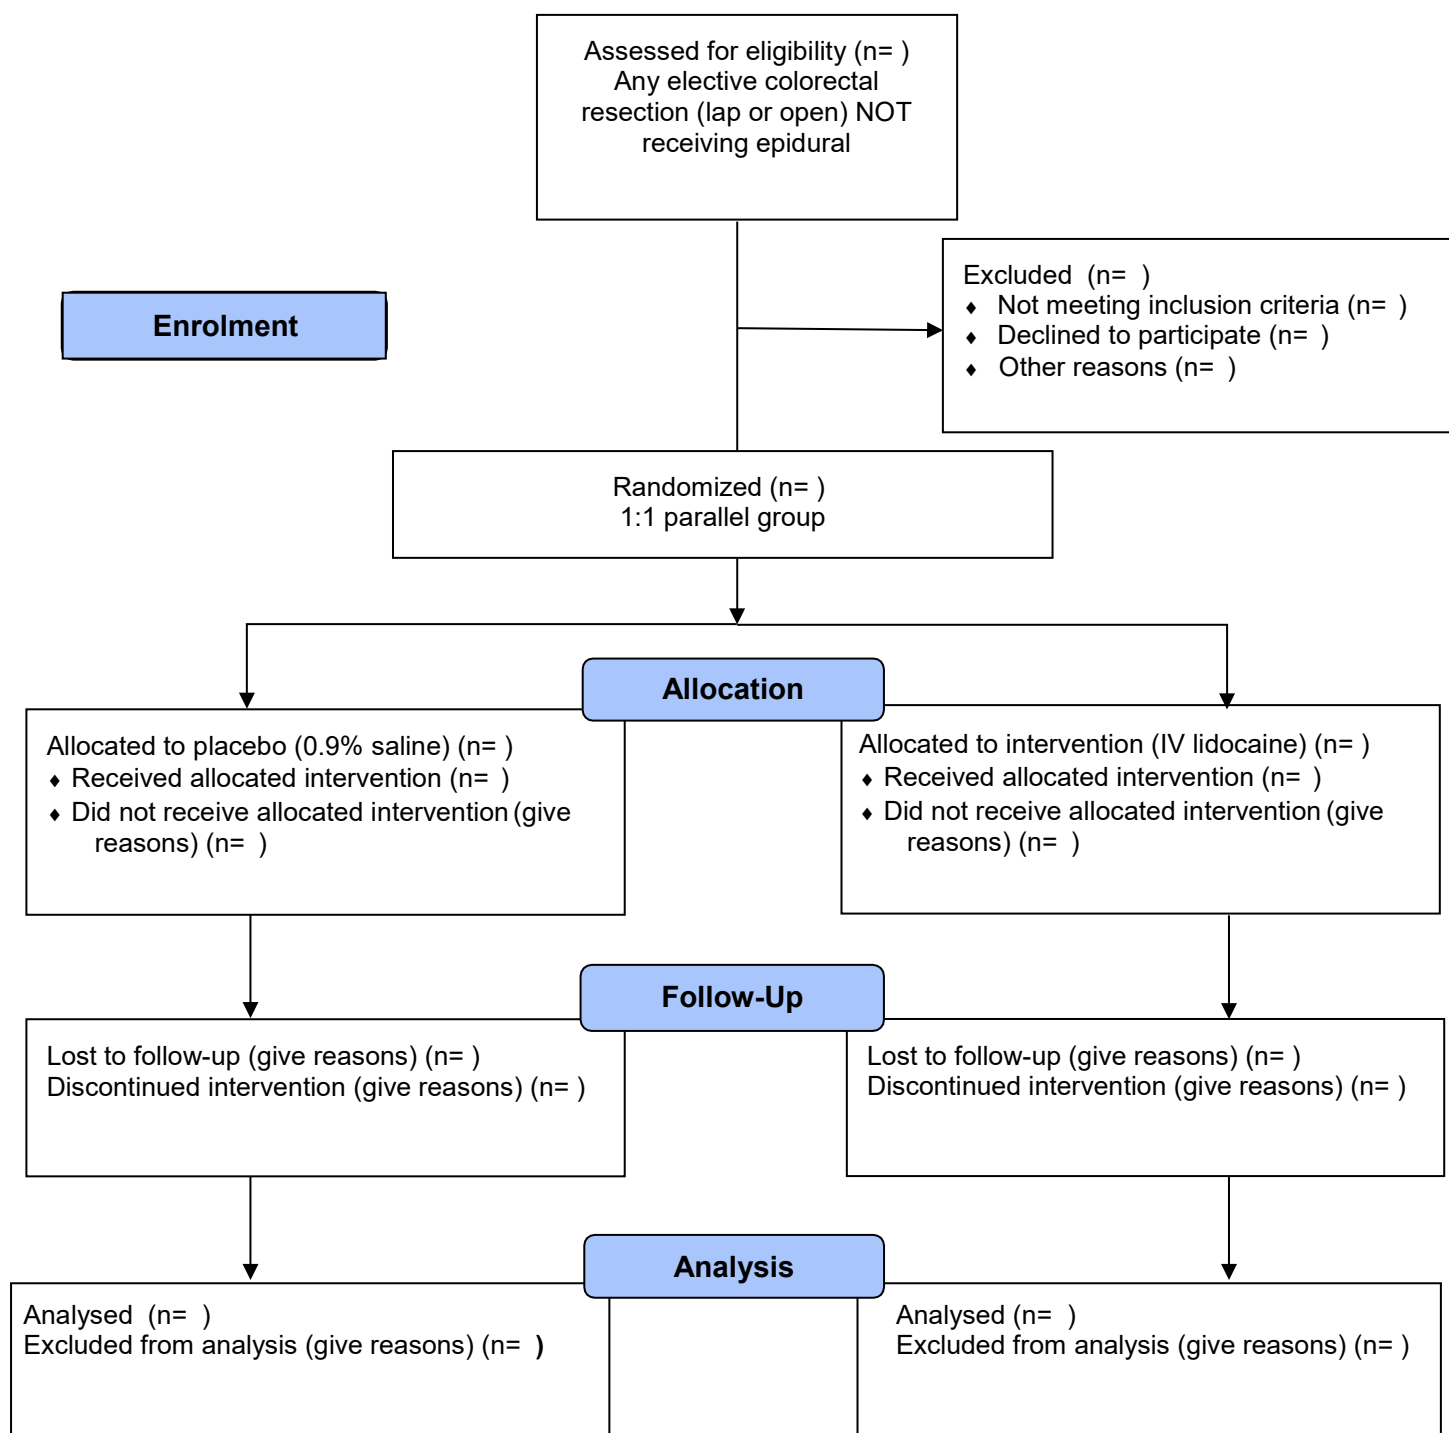 Assessed for eligibility (n= )
Any elective colorectal
resection (lap or open) NOT
receiving epidural
Enrolment
Excluded (n= )
♦ Not meeting inclusion criteria (n= )
♦ Declined to participate (n= )
♦ Other reasons (n= )
Randomized (n= )
1:1 parallel group
Allocation
Allocated to placebo (0.9% saline) (n= )
♦ Received allocated intervention (n= )
♦ Did not receive allocated intervention (give
reasons) (n= )
Allocated to intervention (IV lidocaine) (n= )
♦ Received allocated intervention (n= )
♦ Did not receive allocated intervention (give
reasons) (n= )
Follow-Up
Lost to follow-up (give reasons) (n= )
Discontinued intervention (give reasons) (n= )
Lost to follow-up (give reasons) (n= )
Discontinued intervention (give reasons) (n= )
Analysis
Analysed (n= )
Excluded from analysis (give reasons) (n= )
Analysed (n= )
Excluded from analysis (give reasons) (n= )